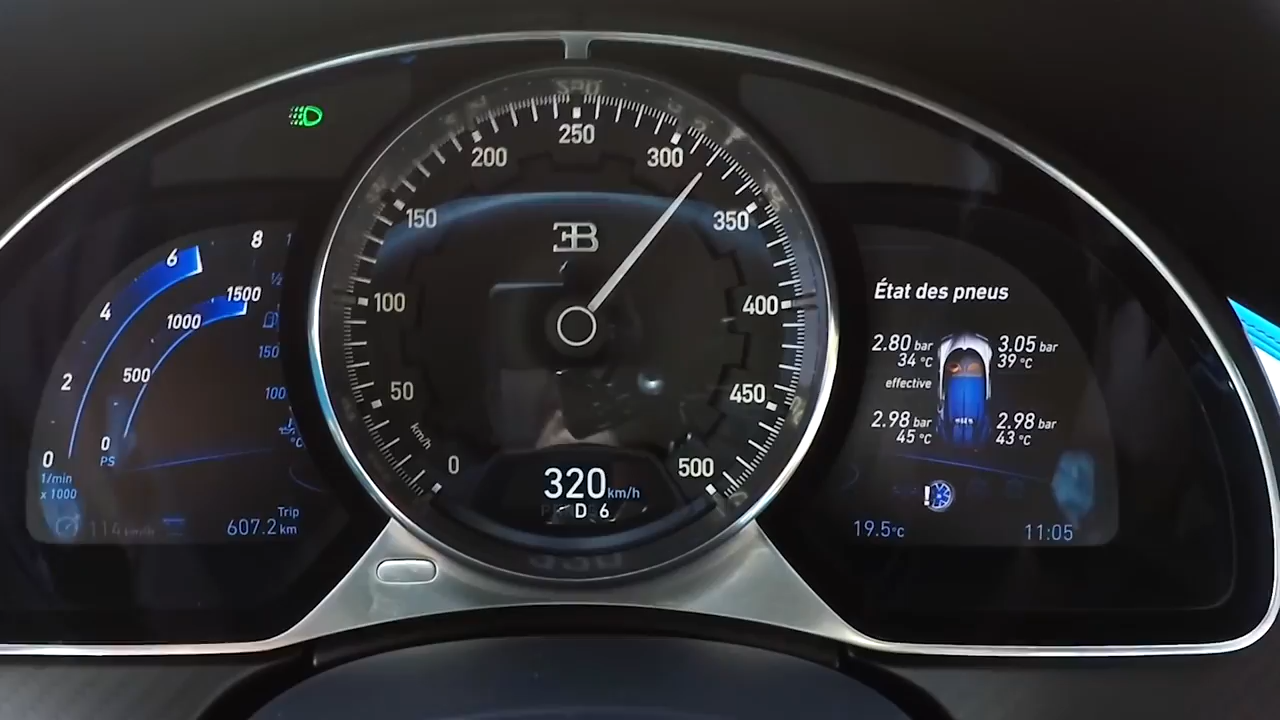 250
200
300
150
350
100
400
50
450
km/h
0
500
EB
320 km/h
D 6
8
6
4
2
0
1/min
x 1000
1500
1000
500
0
PS
150
100
°C
Trip
607.2 km
État des pneus
2.80 bar
34 °C
3.05 bar
39 °C
effective
2.98 bar
45 °C
2.98 bar
43 °C
19.5 °C
11:05